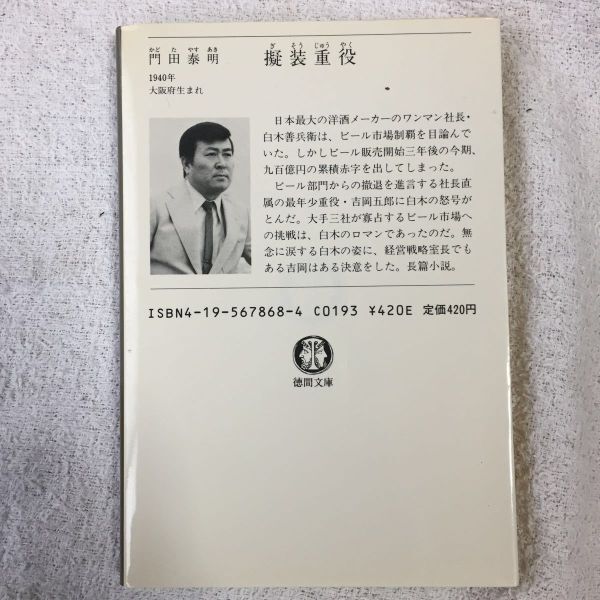 かど た やす あき
門田泰明
ぎ そう じゅう やく
擬装重役
1940年
大阪府生まれ
日本最大の洋酒メーカーのワンマン社長・
白木善兵衛は、ビール市場制覇を目論んで
いた。しかしビール販売開始三年後の今期、
九百億円の累積赤字を出してしまった。
ビール部門からの撤退を進言する社長直
属の最年少重役・吉岡五郎に白木の怒号が
とんだ。大手三社が寡占するビール市場へ
の挑戦は、白木のロマンであったのだ。無
念に涙する白木の姿に、経営戦略室長でも
ある吉岡はある決意をした。長篇小説。
ISBN4-19-567868-4 C0193 ¥420E 定価420円
徳間文庫